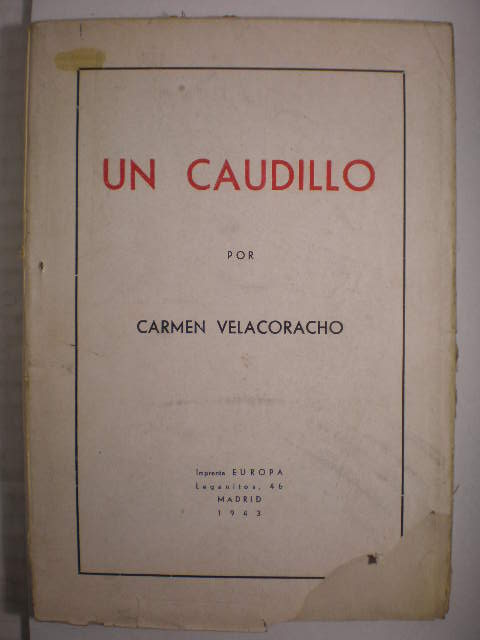 UN CAUDILLO
POR
CARMEN VELACORACHO
Imprenta EUROPA
Leganitos, 46
MADRID
1943